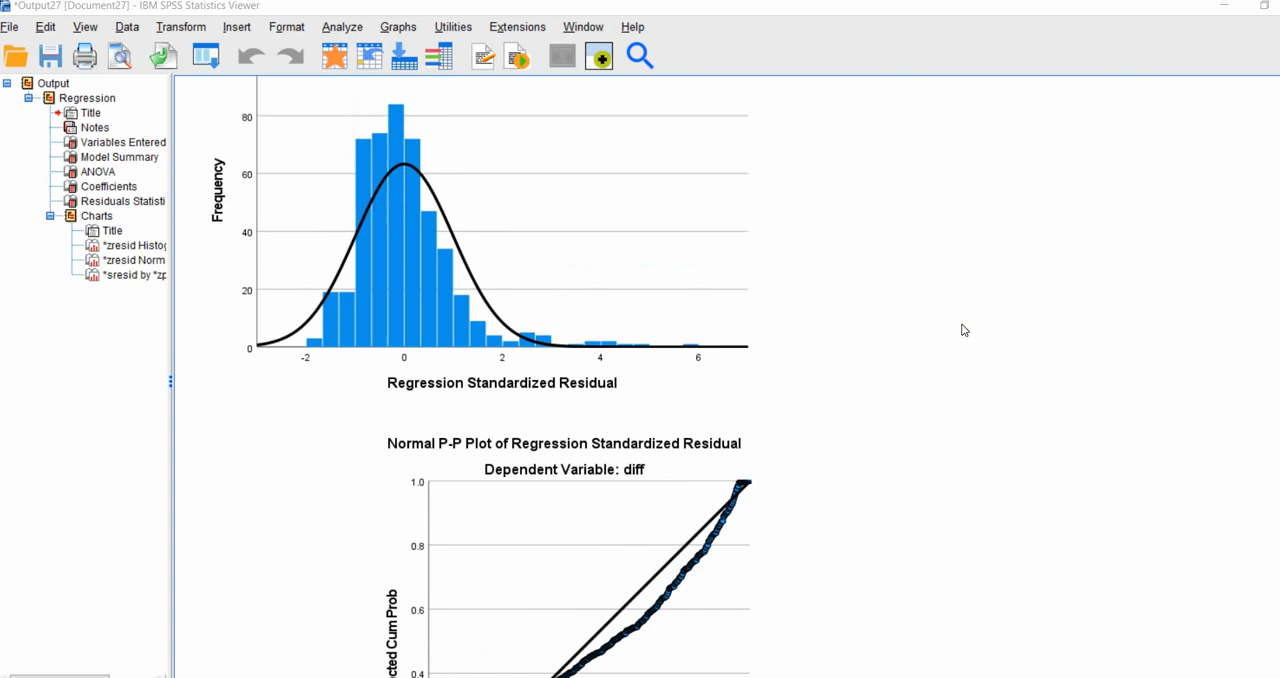 *Output27 [Document27] - IBM SPSS Statistics Viewer
File Edit View Data Transform Insert Format Analyze Graphs Utilities Extensions Window Help
Output
Regression
Title
Notes
Variables Entered
Model Summary
ANOVA
Coefficients
Residuals Statisti
Charts
Title
*zresid Histog
*zresid Norm
*sresid by *zp
Frequency
80
60
40
20
0
-2 0 2 4 6
Regression Standardized Residual
Normal P-P Plot of Regression Standardized Residual
Dependent Variable: diff
1.0
0.8
0.6
0.4
cted Cum Prob